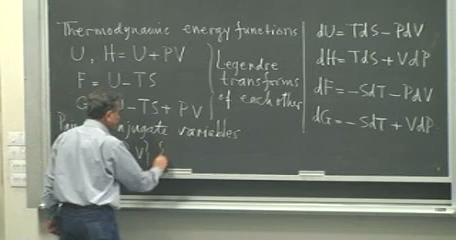 Thermodynamic energy functions
U, H = U + PV
F = U - TS
G - TS + PV
Legendre
transforms
of each other
conjugate variables
V}
dU = TdS - PdV
dH = TdS + VdP
dF = -SdT - PdV
dG = -SdT + VdP